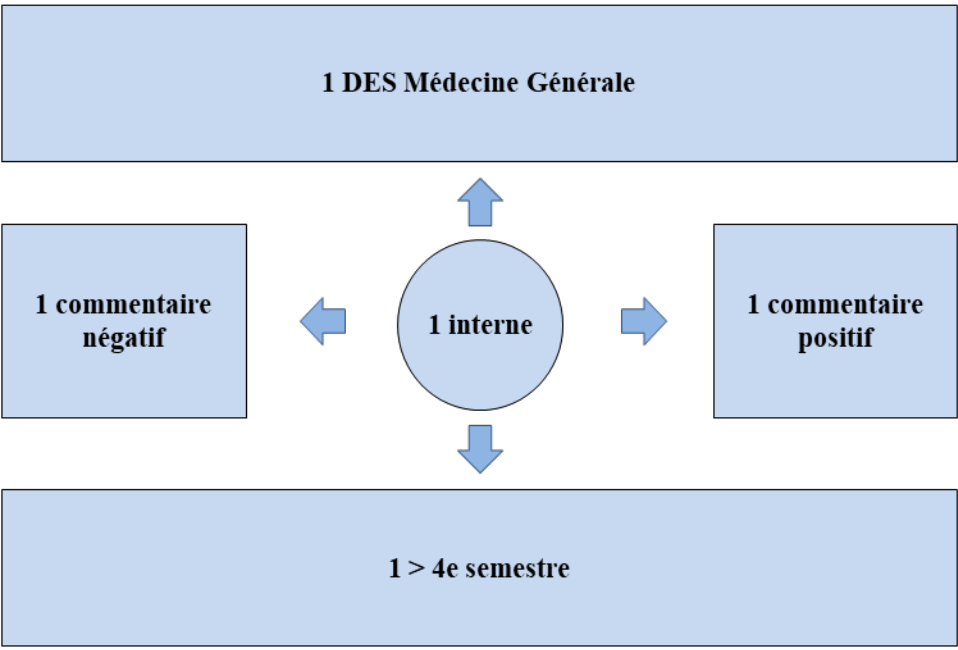 1 DES Médecine Générale
1 commentaire
négatif
1 interne
1 commentaire
positif
1 > 4e semestre